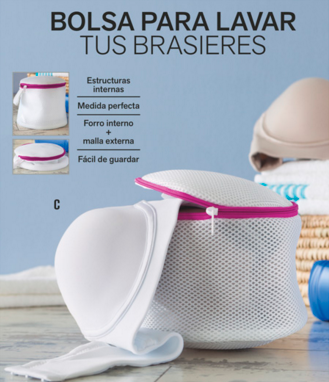 BOLSA PARA LAVAR
TUS BRASIERES
Estructuras
internas
Medida perfecta
Forro interno
+
malla externa
Fácil de guardar
C